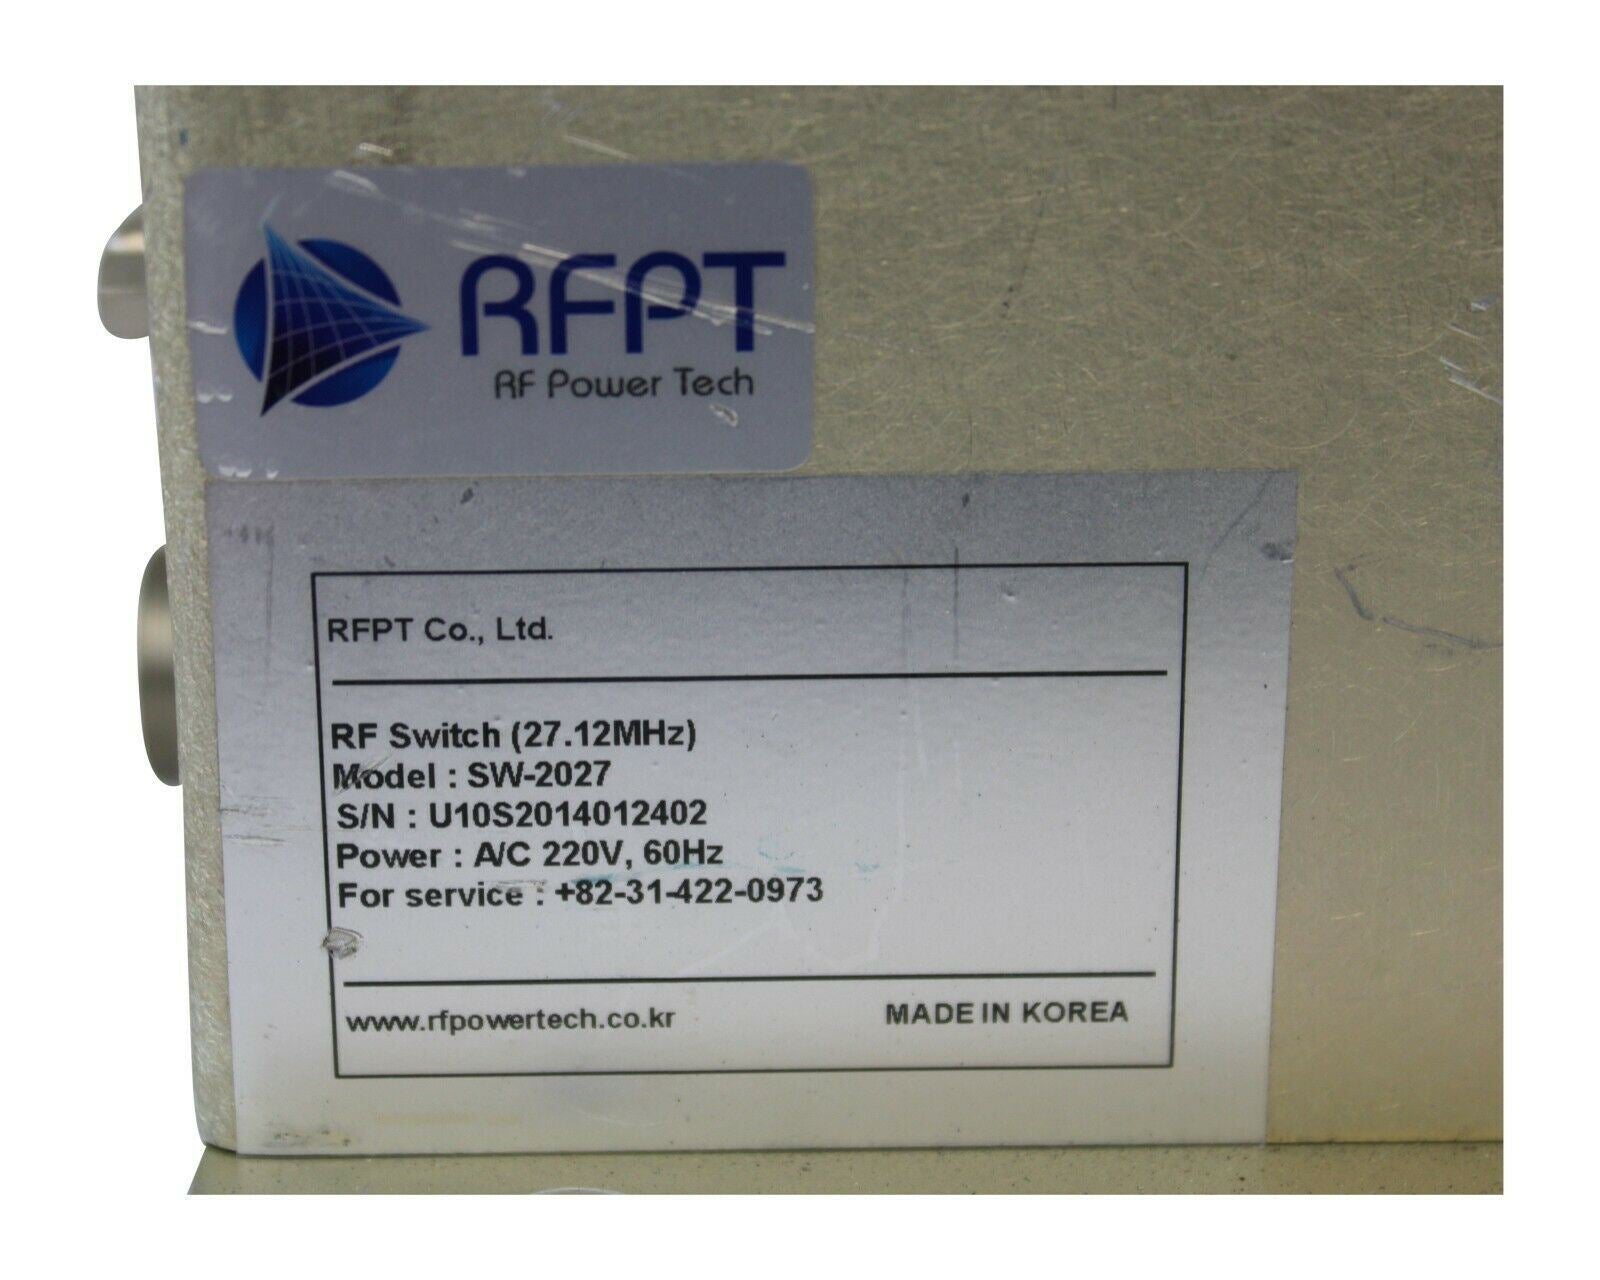 RFPT
RF Power Tech
RFPT Co., Ltd.
RF Switch (27.12MHz)
Model : SW-2027
S/N : U10S2014012402
Power : A/C 220V, 60Hz
For service : +82-31-422-0973
www.rfpowertech.co.kr MADE IN KOREA